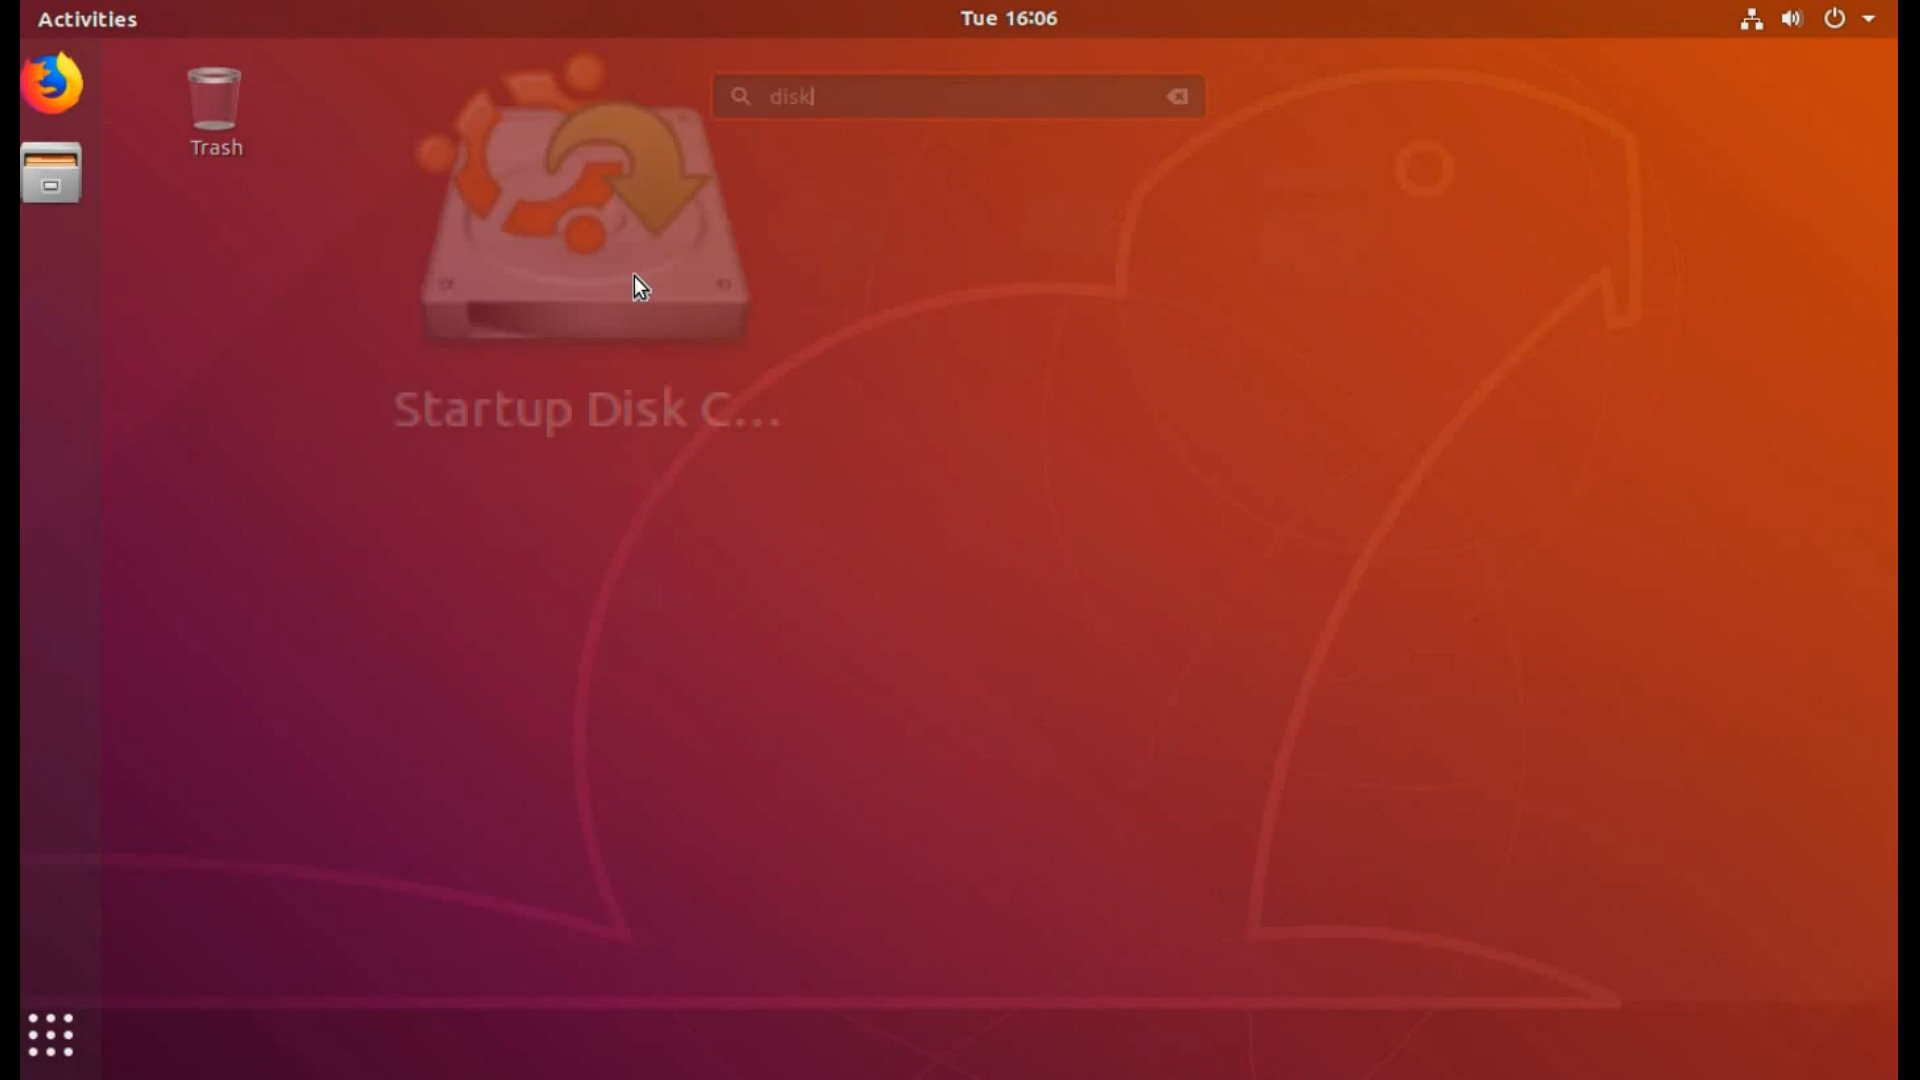 Activities
Tue 16:06
disk
Trash
Startup Disk C...